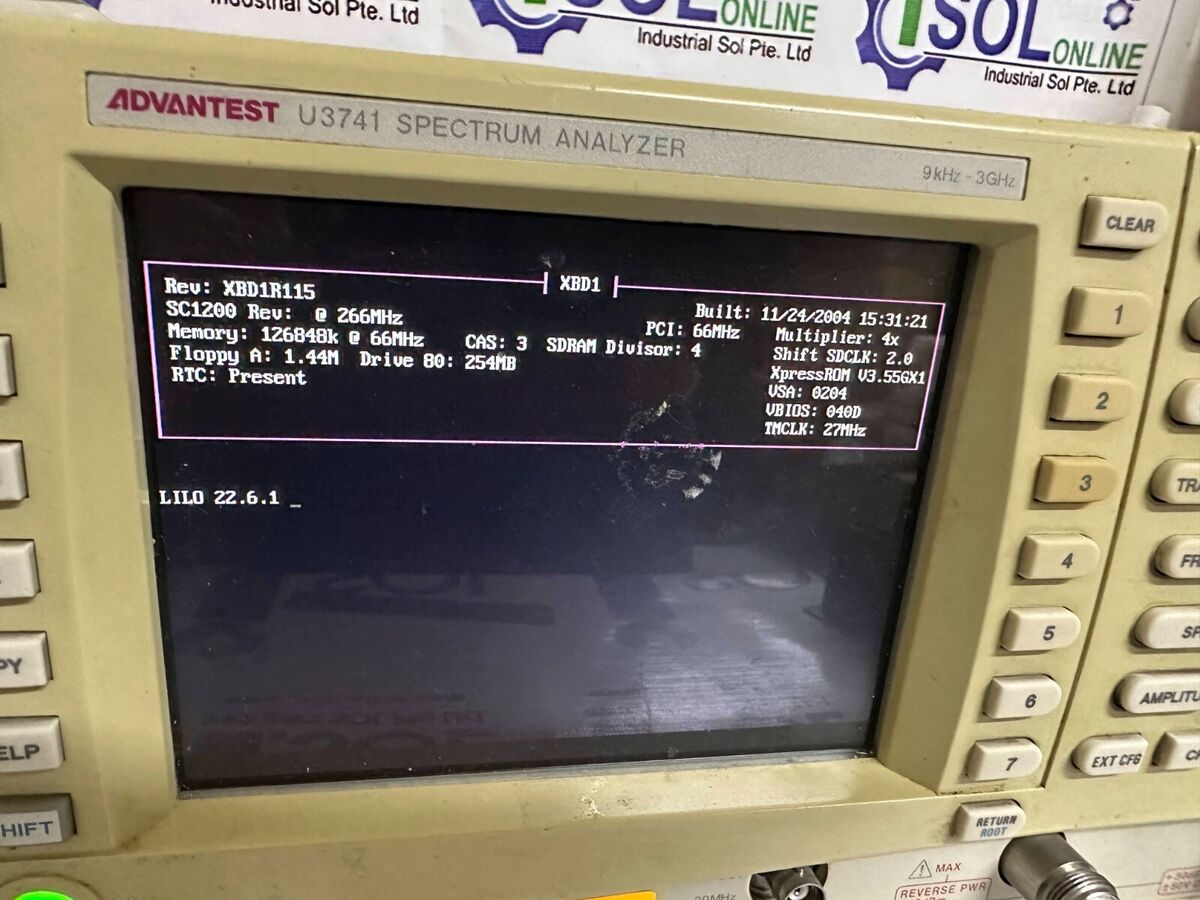 Industrial Sol Pte. Ltd
SOL ONLINE
Industrial Sol Pte. Ltd
iSOL ONLINE
Industrial Sol Pte. Ltd
ADVANTEST U3741 SPECTRUM ANALYZER
9kHz - 3GHz
XBD1
Rev: XBD1R115
Built: 11/24/2004 15:31:21
SC1200 Rev: @ 266MHz
PCI: 66MHz Multiplier: 4x
Memory: 126848k @ 66MHz CAS: 3 SDRAM Divisor: 4 Shift SDCLK: 2.0
Floppy A: 1.44M Drive 80: 254MB
XpressROM V3.55GX1
RTC: Present
VSA: 0204
VBIOS: 040D
TMCLK: 27MHz
LILO 22.6.1 _
CLEAR
1
2
3
4
5
6
7
RETURN
ROOT
TRA
FR
SP
AMPLITU
EXT CFG
PY
ELP
HIFT
MAX
REVERSE PWR